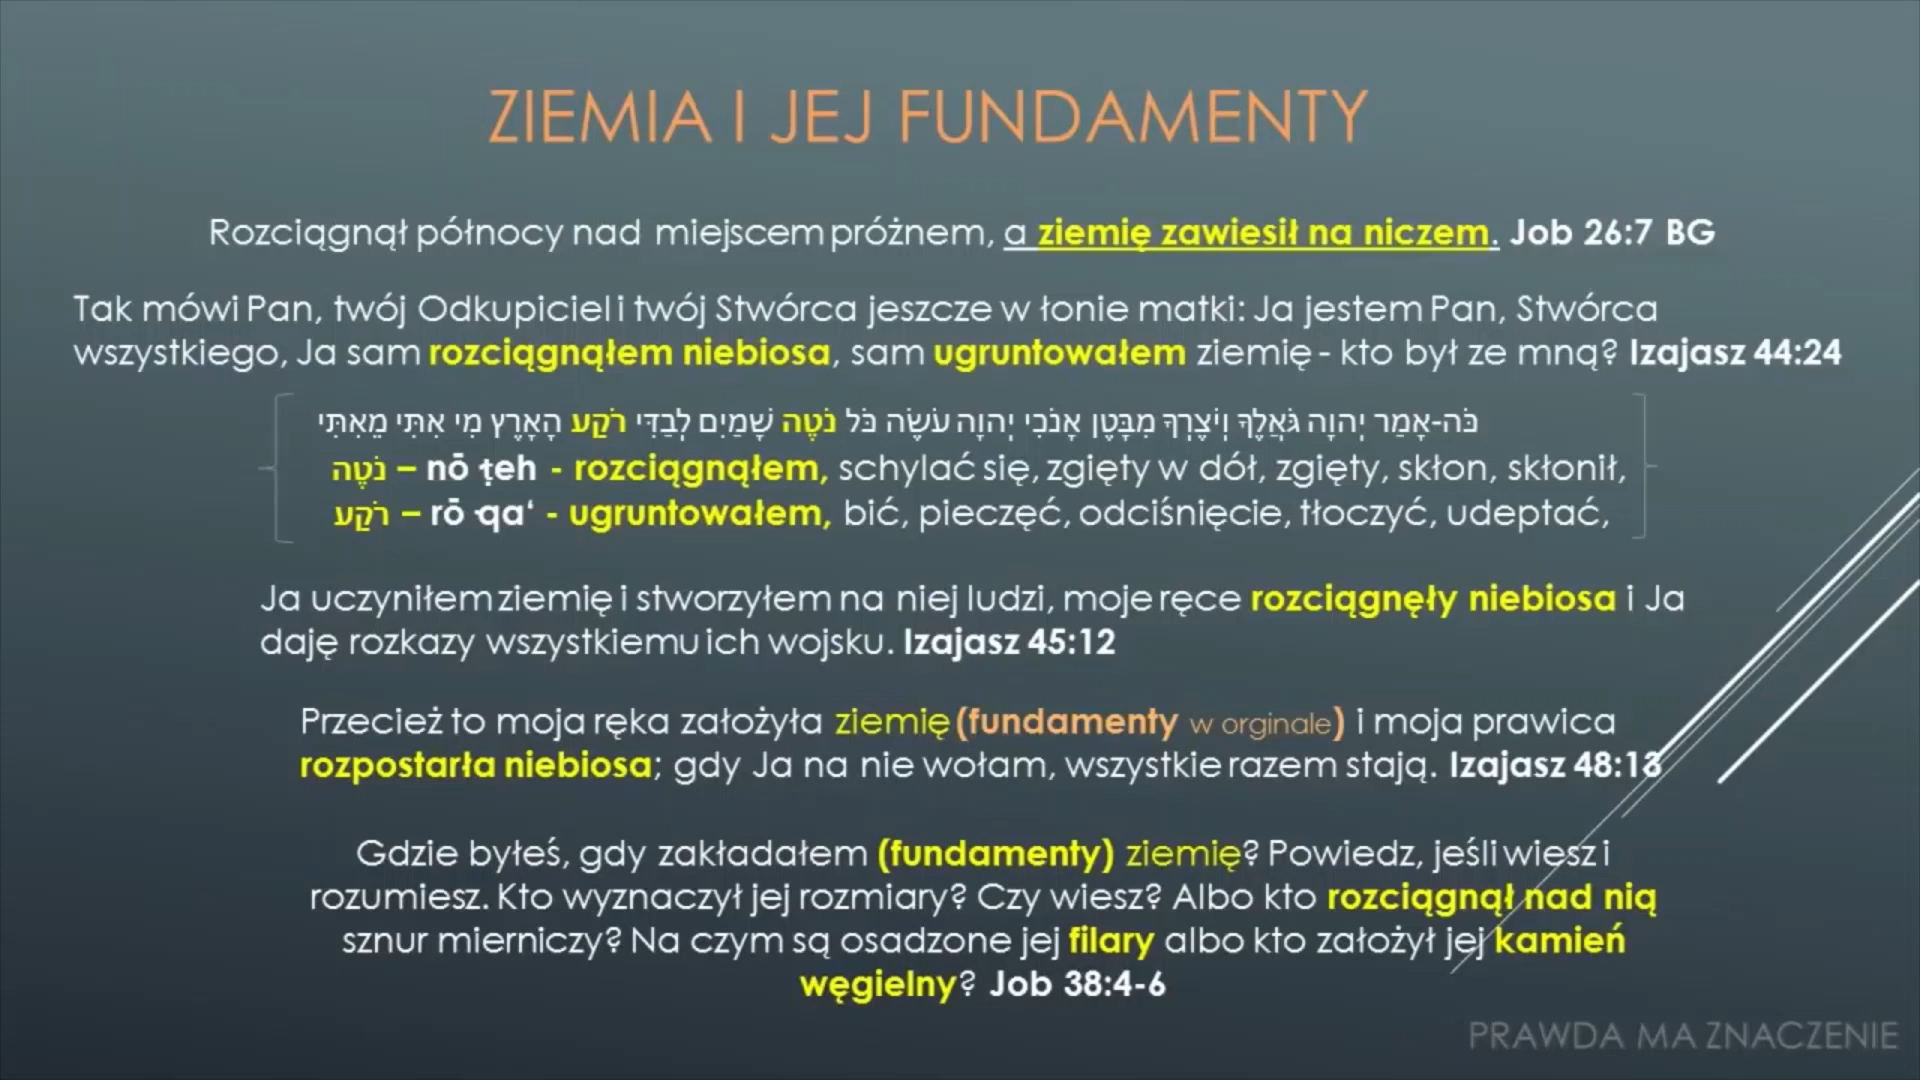 ZIEMIA I JEJ FUNDAMENTY
Rozciągnął północy nad miejscem próżnem, a ziemię zawiesił na niczem. Job 26:7 BG
Tak mówi Pan, twój Odkupiciel i twój Stwórca jeszcze w łonie matki: Ja jestem Pan, Stwórca
wszystkiego, Ja sam rozciągnąłem niebiosa, sam ugruntowałem ziemię - kto był ze mną? Izajasz 44:24
כֹּה-אָמַר יְהוָה גֹּאֲלֶךָ וְיֹצֶרְךָ מִבָּטֶן אָנֹכִי יְהוָה עֹשֶׂה כֹּל נֹטֶה שָׁמַיִם לְבַדִּי רֹקַע הָאָרֶץ מִי אִתִּי מֵאִתִּי
נֹטֶה – nō ṭeh - rozciągnąłem, schylać się, zgięty w dół, zgięty, skłon, skłonił,
רֹקַע – rō qa‘ - ugruntowałem, bić, pieczęć, odciśnięcie, tłoczyć, udeptać,
Ja uczyniłem ziemię i stworzyłem na niej ludzi, moje ręce rozciągnęły niebiosa i Ja
daję rozkazy wszystkiemu ich wojsku. Izajasz 45:12
Przecież to moja ręka założyła ziemię (fundamenty w orginale) i moja prawica
rozpostarła niebiosa; gdy Ja na nie wołam, wszystkie razem stają. Izajasz 48:13
Gdzie byłeś, gdy zakładałem (fundamenty) ziemię? Powiedz, jeśli wiesz i
rozumiesz. Kto wyznaczył jej rozmiary? Czy wiesz? Albo kto rozciągnął nad nią
sznur mierniczy? Na czym są osadzone jej filary albo kto założył jej kamień
węgielny? Job 38:4-6
PRAWDA MA ZNACZENIE